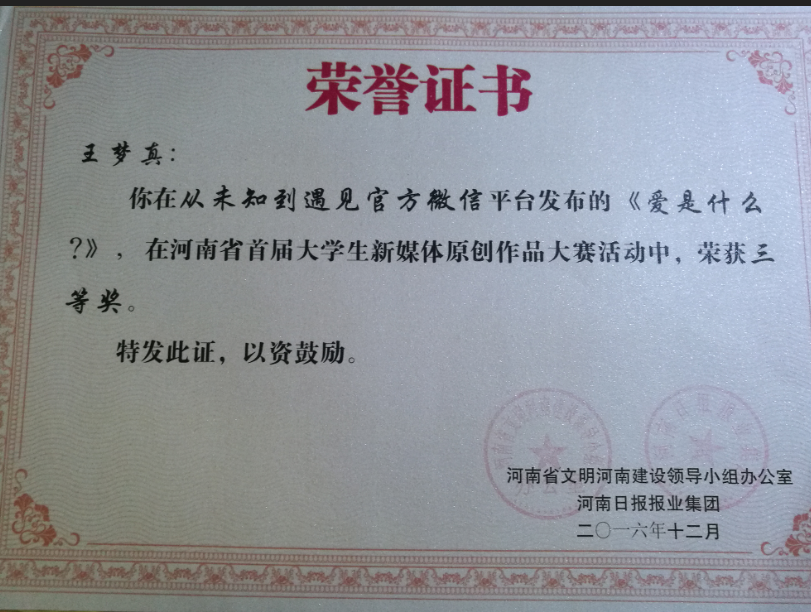 荣誉证书
王梦真：
你在从未知到遇见官方微信平台发布的《爱是什么
?》，在河南省首届大学生新媒体原创作品大赛活动中，荣获三
等奖。
特发此证，以资鼓励。
河南省文明河南建设领导小组办公室
河南日报报业集团
二〇一六年十二月